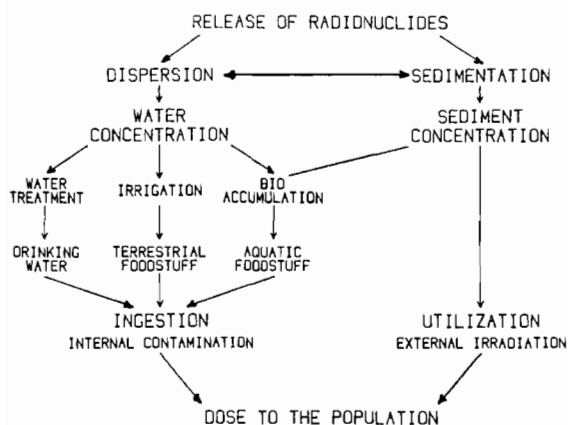 RELEASE OF RADIONUCLIDES
DISPERSION SEDIMENTATION
WATER CONCENTRATION
SEDIMENT CONCENTRATION
WATER TREATMENT
IRRIGATION
BIO ACCUMULATION
DRINKING WATER
TERRESTRIAL FOODSTUFF
AQUATIC FOODSTUFF
INGESTION
INTERNAL CONTAMINATION
UTILIZATION
EXTERNAL IRRADIATION
DOSE TO THE POPULATION